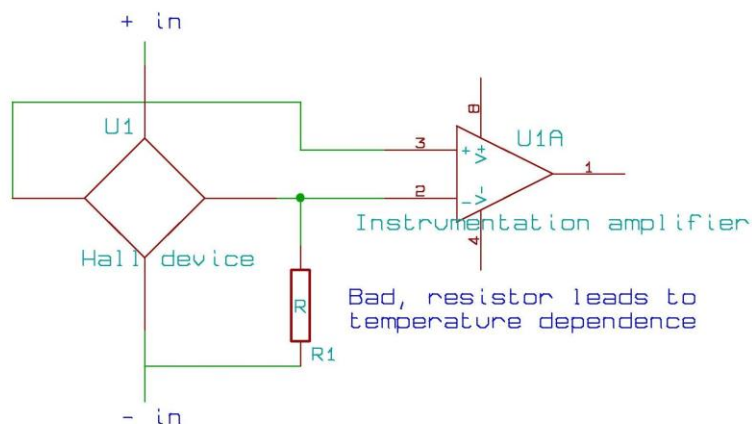 + in
U1
Hall device
3
2
8
4
1
+
V+
-
V-
U1A
Instrumentation amplifier
R
R1
Bad, resistor leads to
temperature dependence
- in